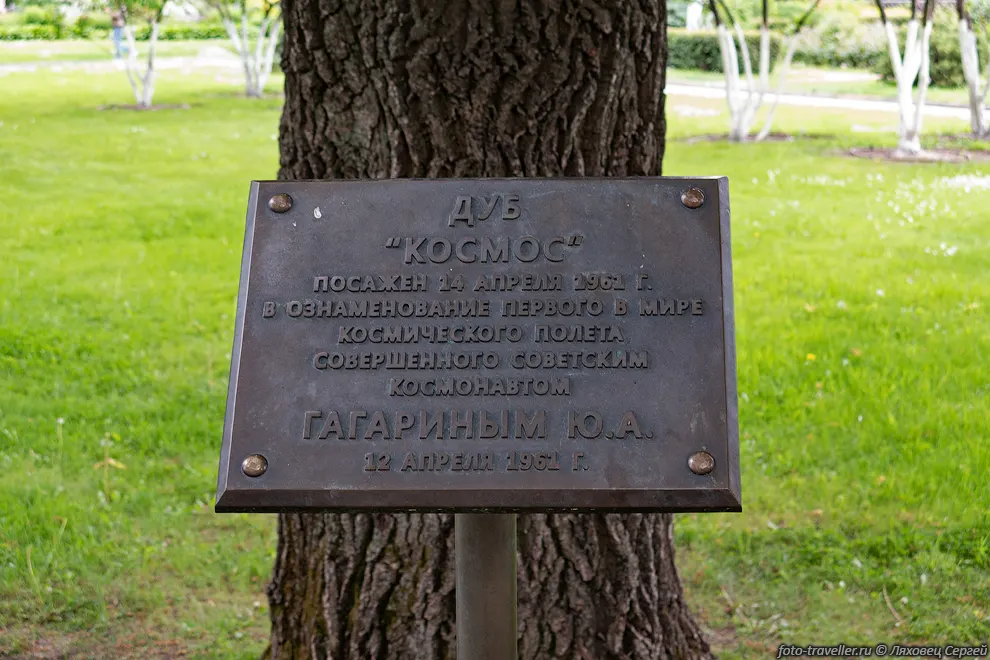 ДУБ
"КОСМОС"
ПОСАЖЕН 14 АПРЕЛЯ 1961 Г.
В ОЗНАМЕНОВАНИЕ ПЕРВОГО В МИРЕ
КОСМИЧЕСКОГО ПОЛЕТА
СОВЕРШЕННОГО СОВЕТСКИМ
КОСМОНАВТОМ
ГАГАРИНЫМ Ю.А.
12 АПРЕЛЯ 1961 Г.
foto-traveller.ru © Ляховец Сергей